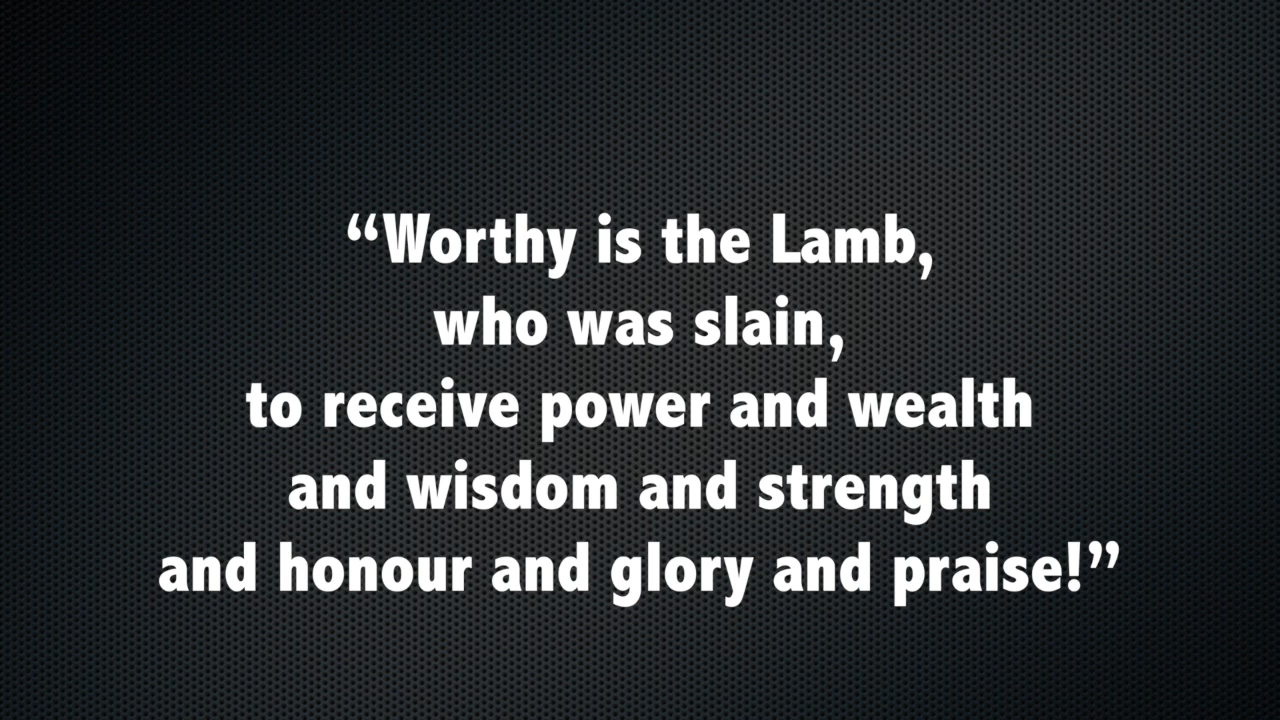 “Worthy is the Lamb,
who was slain,
to receive power and wealth
and wisdom and strength
and honour and glory and praise!”